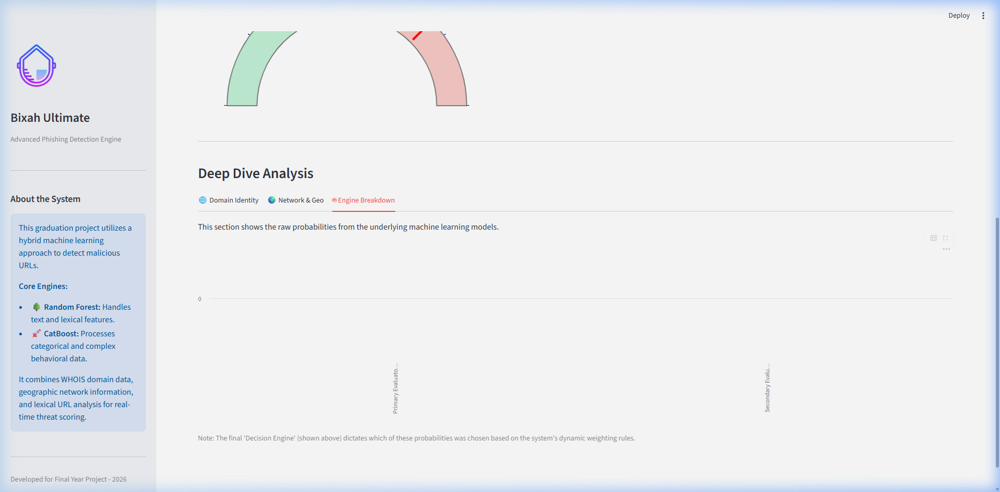 Deploy
Bixah Ultimate
Advanced Phishing Detection Engine
About the System
This graduation project utilizes a
hybrid machine learning
approach to detect malicious
URLs.
Core Engines:
• Random Forest: Handles
text and lexical features.
• CatBoost: Processes
categorical and complex
behavioral data.
It combines WHOIS domain data,
geographic network information,
and lexical URL analysis for real-
time threat scoring.
Developed for Final Year Project - 2026
Deep Dive Analysis
Domain Identity Network & Geo Engine Breakdown
This section shows the raw probabilities from the underlying machine learning models.
0
Primary Evaluato…
Secondary Evalu…
Note: The final 'Decision Engine' (shown above) dictates which of these probabilities was chosen based on the system's dynamic weighting rules.